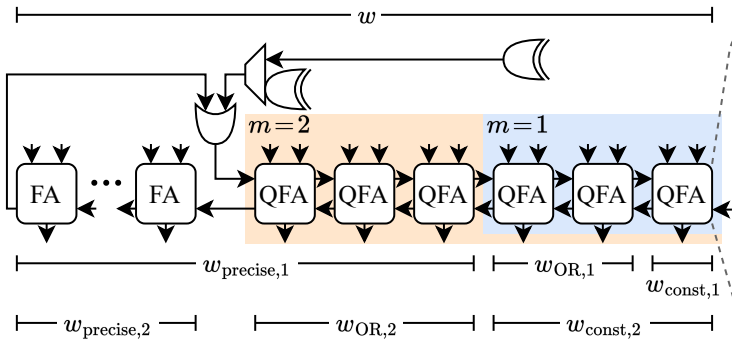 w
m=2
m=1
FA ... FA QFA QFA QFA QFA QFA QFA
w_precise,1 w_OR,1 w_const,1
w_precise,2 w_OR,2 w_const,2